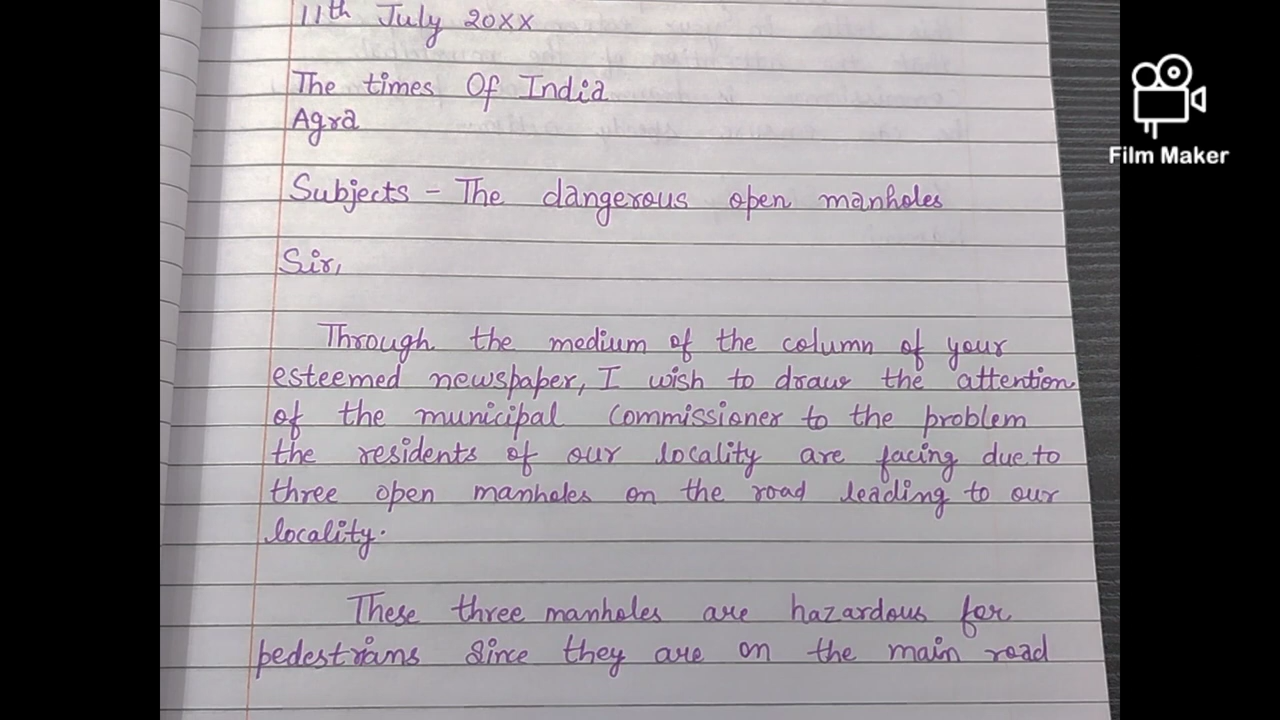 11th July 20XX
The times Of India
Agra
Subjects - The dangerous open manholes
Sir,
Through the medium of the column of your
esteemed newspaper, I wish to draw the attention
of the municipal Commissioner to the problem
the residents of our locality are facing due to
three open manholes on the road leading to our
locality.
These three manholes are hazardous for
pedestrians Since they are on the main road
Film Maker